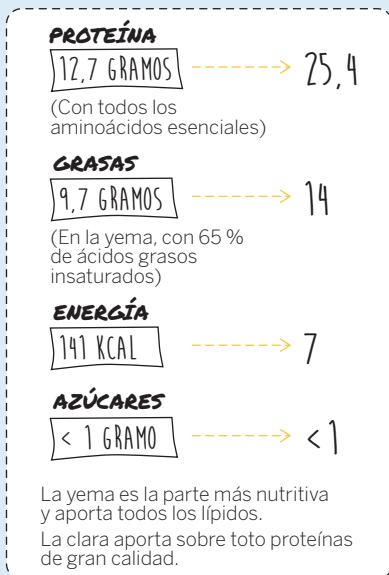 PROTEÍNA
12,7 GRAMOS 25,4
(Con todos los
aminoácidos esenciales)
GRASAS
9,7 GRAMOS 14
(En la yema, con 65 %
de ácidos grasos
insaturados)
ENERGÍA
141 KCAL 7
AZÚCARES
< 1 GRAMO <1
La yema es la parte más nutritiva
y aporta todos los lípidos.
La clara aporta sobre toto proteínas
de gran calidad.